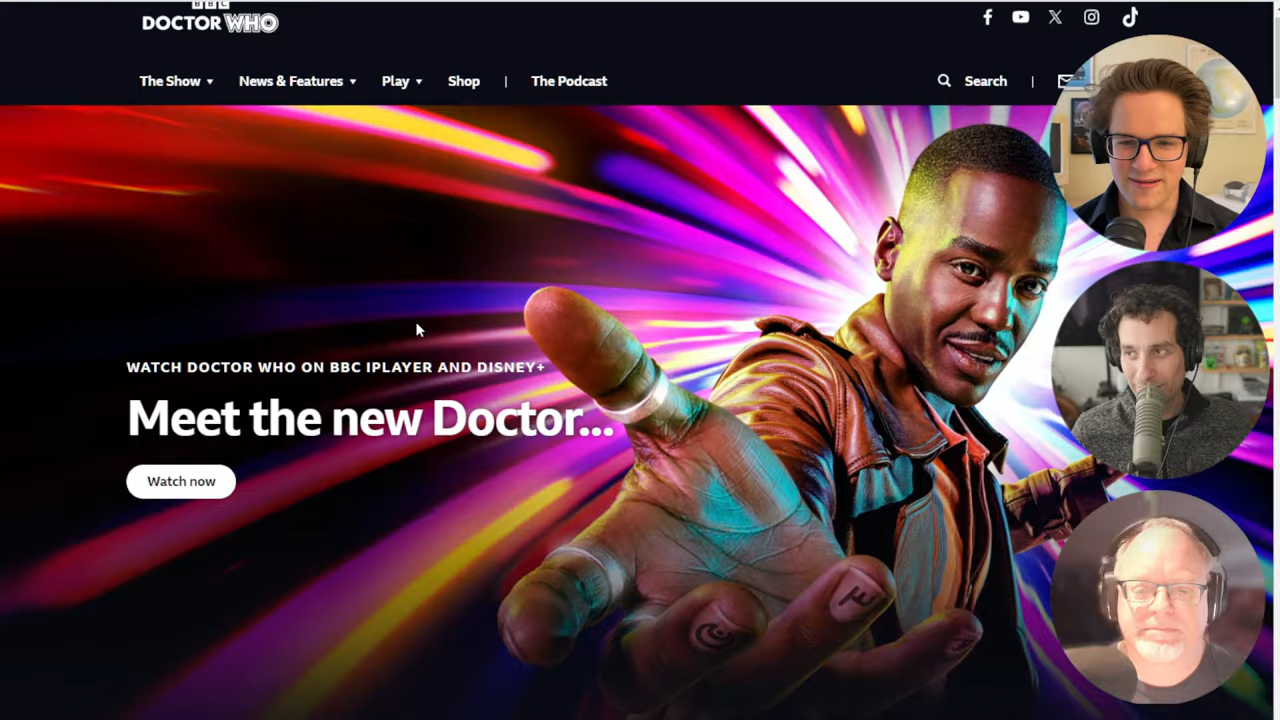 BBC
DOCTOR WHO
The Show
News & Features
Play
Shop
|
The Podcast
Search
|
WATCH DOCTOR WHO ON BBC IPLAYER AND DISNEY+
Meet the new Doctor...
Watch now